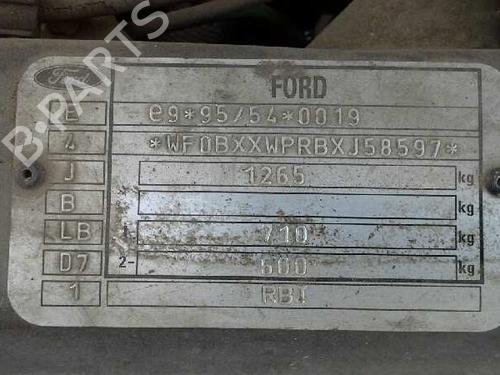 Ford
FORD
E e9*95/54*0019
4 *WF0BXXWPRBXJ58597*
J 1265 kg
B kg
LB 1- 710 kg
D7 2- 600 kg
1
B-PARTS